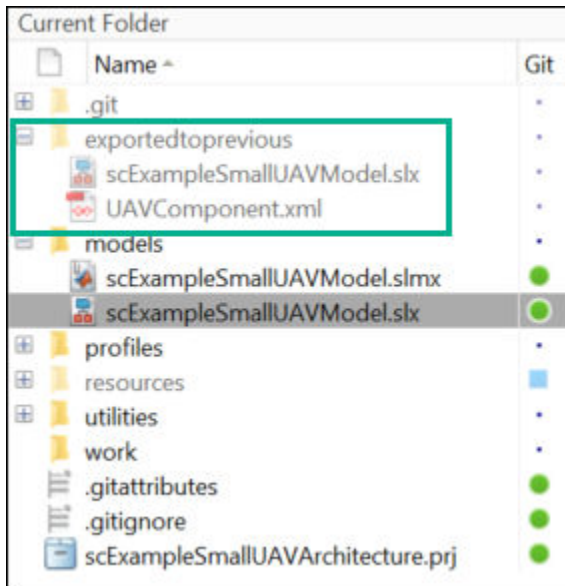 Current Folder
Name Git
.git
exportedtoprevious
scExampleSmallUAVModel.slx
UAVComponent.xml
models
scExampleSmallUAVModel.slmx
scExampleSmallUAVModel.slx
profiles
resources
utilities
work
.gitattributes
.gitignore
scExampleSmallUAVArchitecture.prj